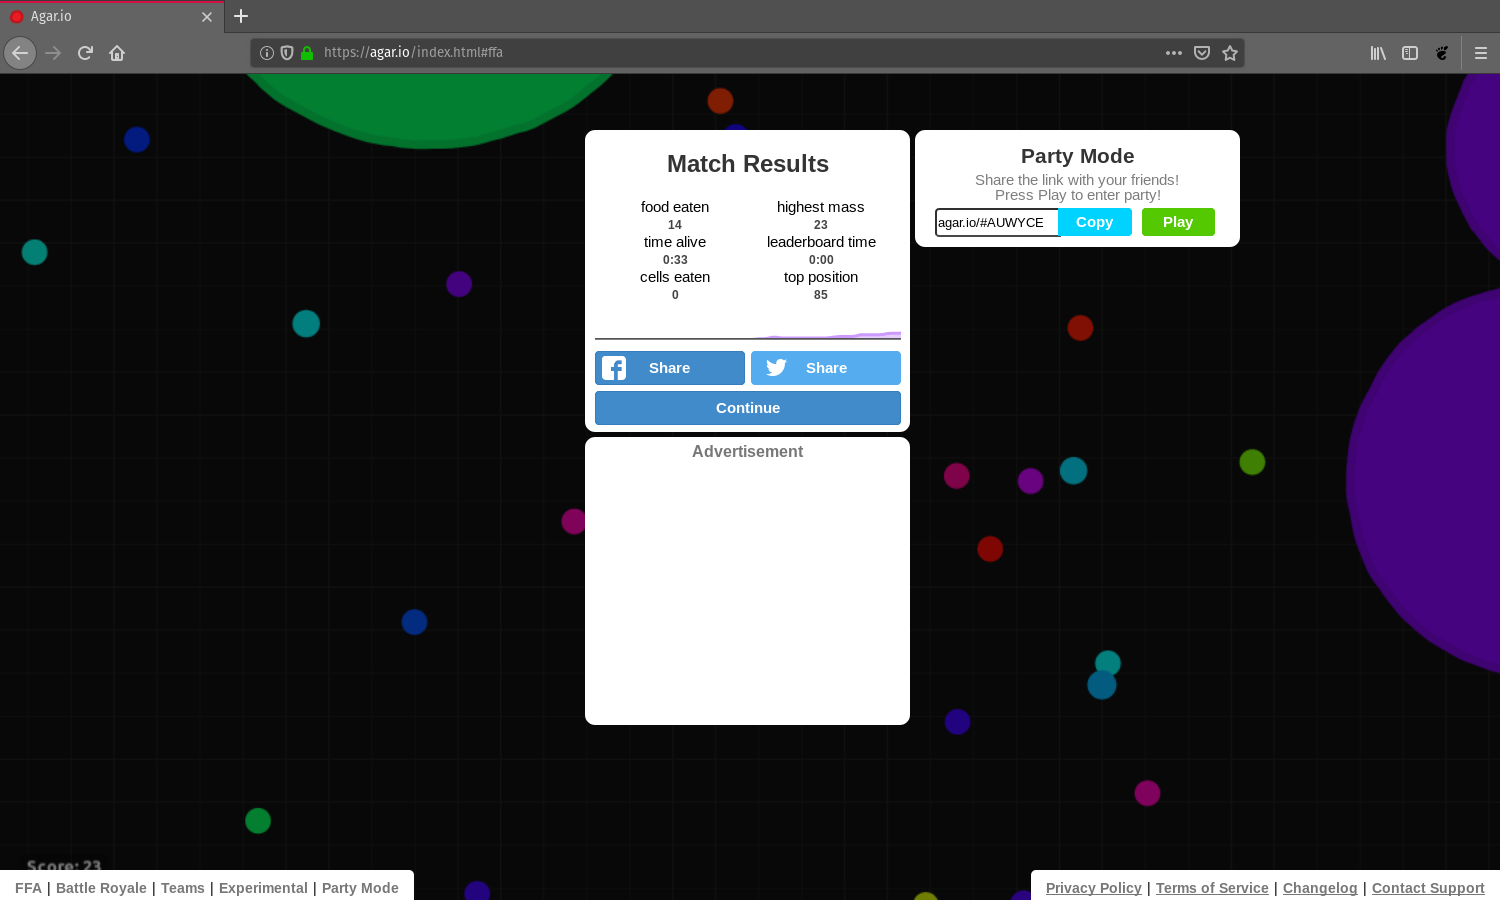 Agar.io
https://agar.io/index.html#ffa
Match Results
food eaten
14
highest mass
23
time alive
0:33
leaderboard time
0:00
cells eaten
0
top position
85
Share
Share
Continue
Advertisement
Party Mode
Share the link with your friends!
Press Play to enter party!
agar.io/#AUWYCE
Copy
Play
Score: 23
FFA | Battle Royale | Teams | Experimental | Party Mode
Privacy Policy | Terms of Service | Changelog | Contact Support